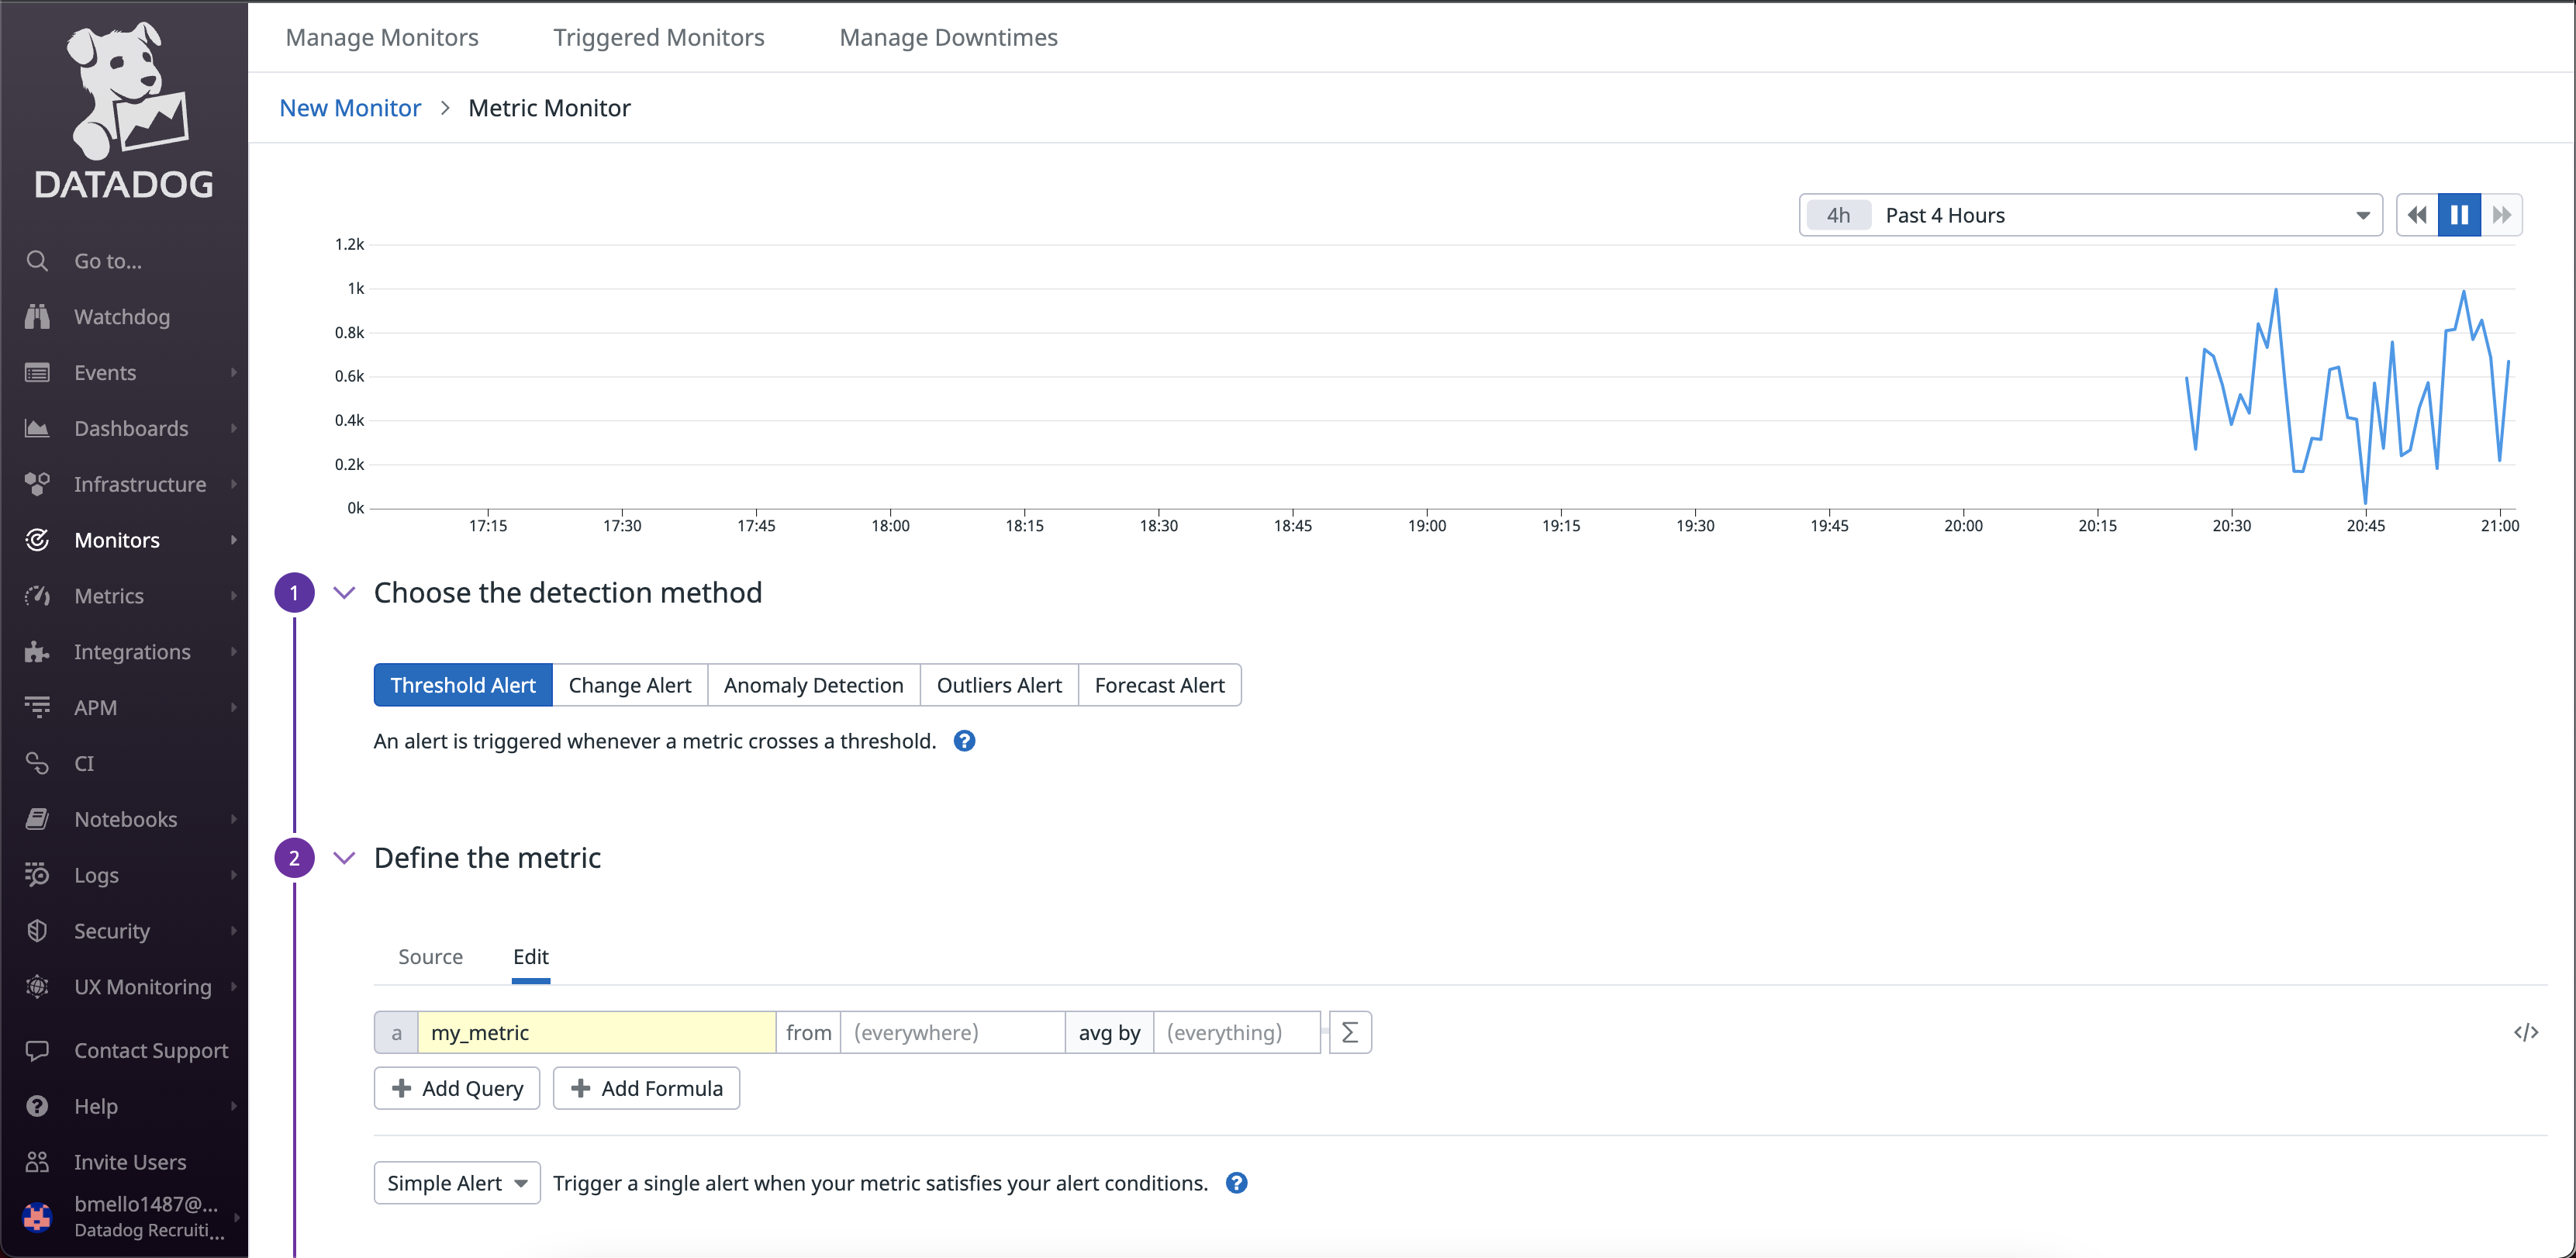 DATADOG
Go to...
Watchdog
Events
Dashboards
Infrastructure
Monitors
Metrics
Integrations
APM
CI
Notebooks
Logs
Security
UX Monitoring
Contact Support
Help
Invite Users
bmello1487@...
Datadog Recruiti...
Manage Monitors Triggered Monitors Manage Downtimes
New Monitor > Metric Monitor
4h Past 4 Hours
1.2k
1k
0.8k
0.6k
0.4k
0.2k
0k
17:15 17:30 17:45 18:00 18:15 18:30 18:45 19:00 19:15 19:30 19:45 20:00 20:15 20:30 20:45 21:00
1 Choose the detection method
Threshold Alert Change Alert Anomaly Detection Outliers Alert Forecast Alert
An alert is triggered whenever a metric crosses a threshold. ?
2 Define the metric
Source Edit
a my_metric from (everywhere) avg by (everything) Σ </>
+ Add Query + Add Formula
Simple Alert Trigger a single alert when your metric satisfies your alert conditions. ?